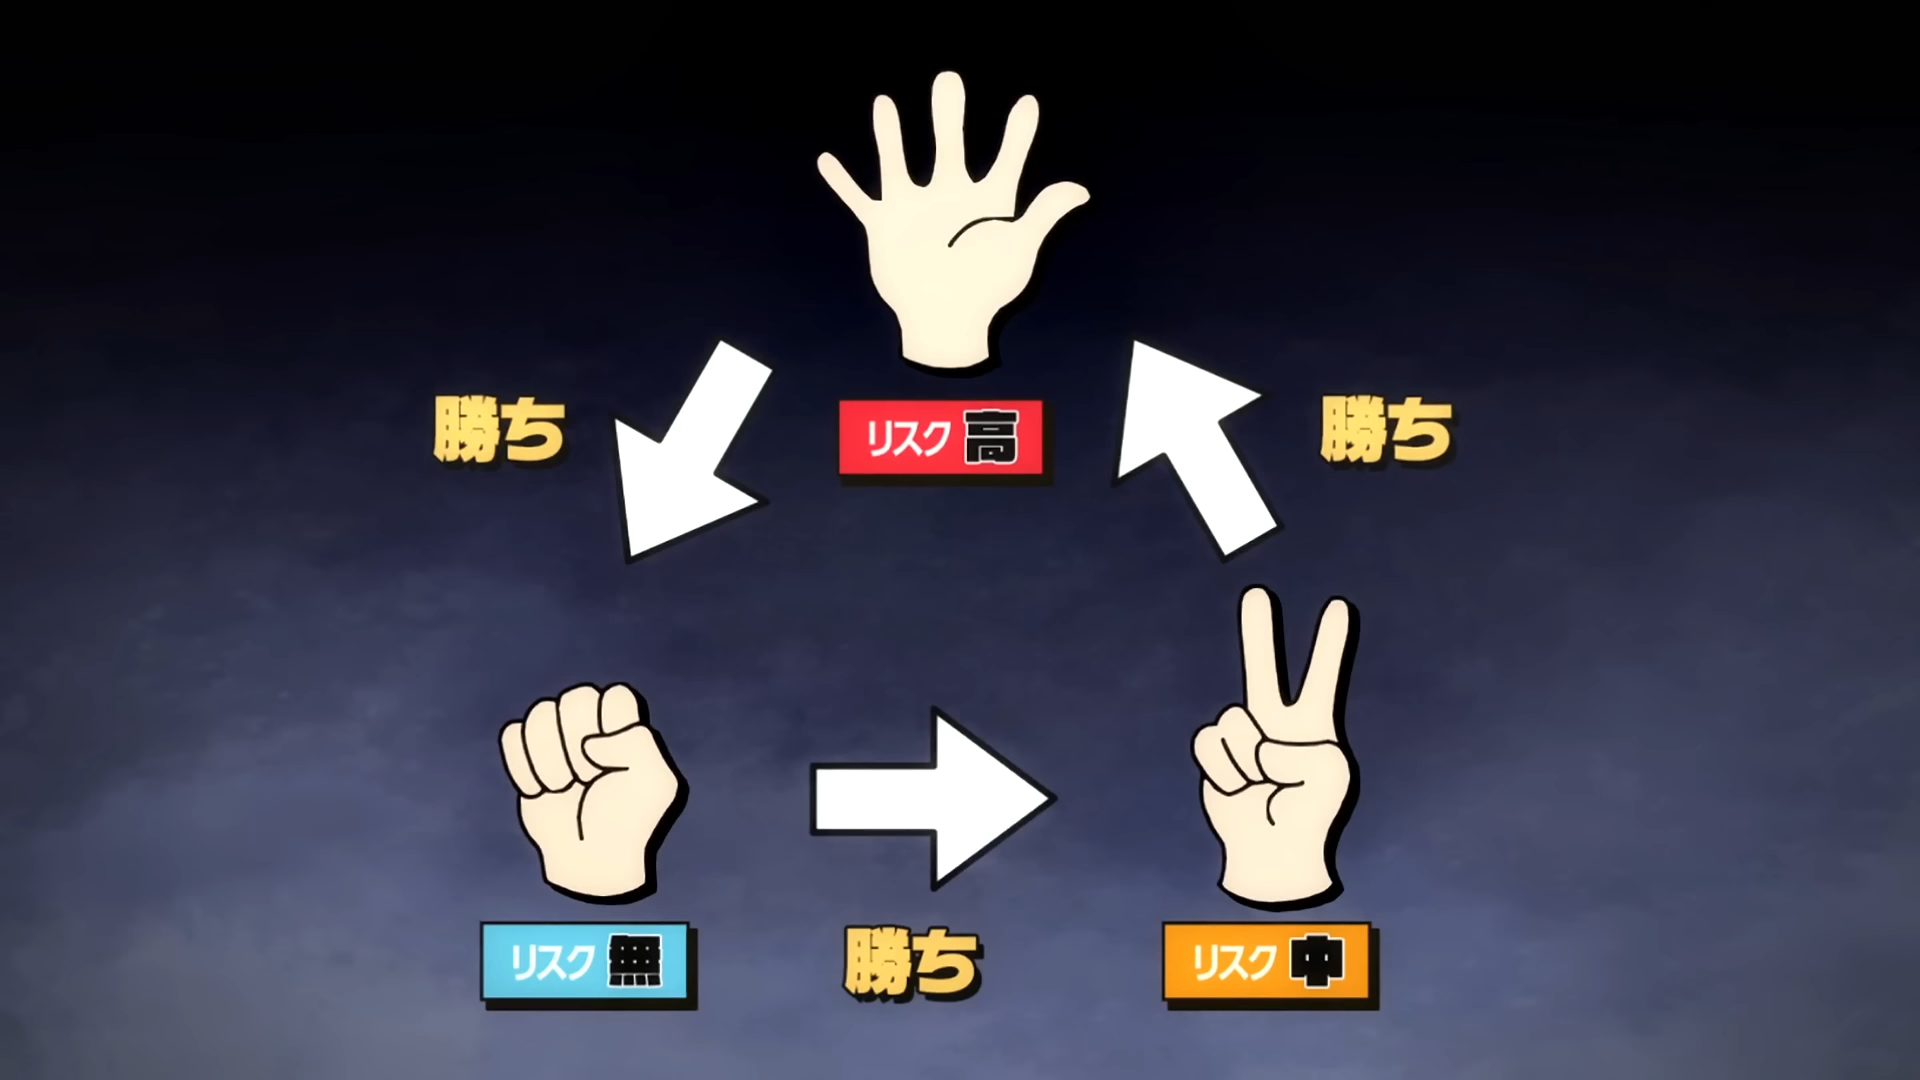 勝ち
リスク 高
勝ち
リスク 無
勝ち
リスク 中